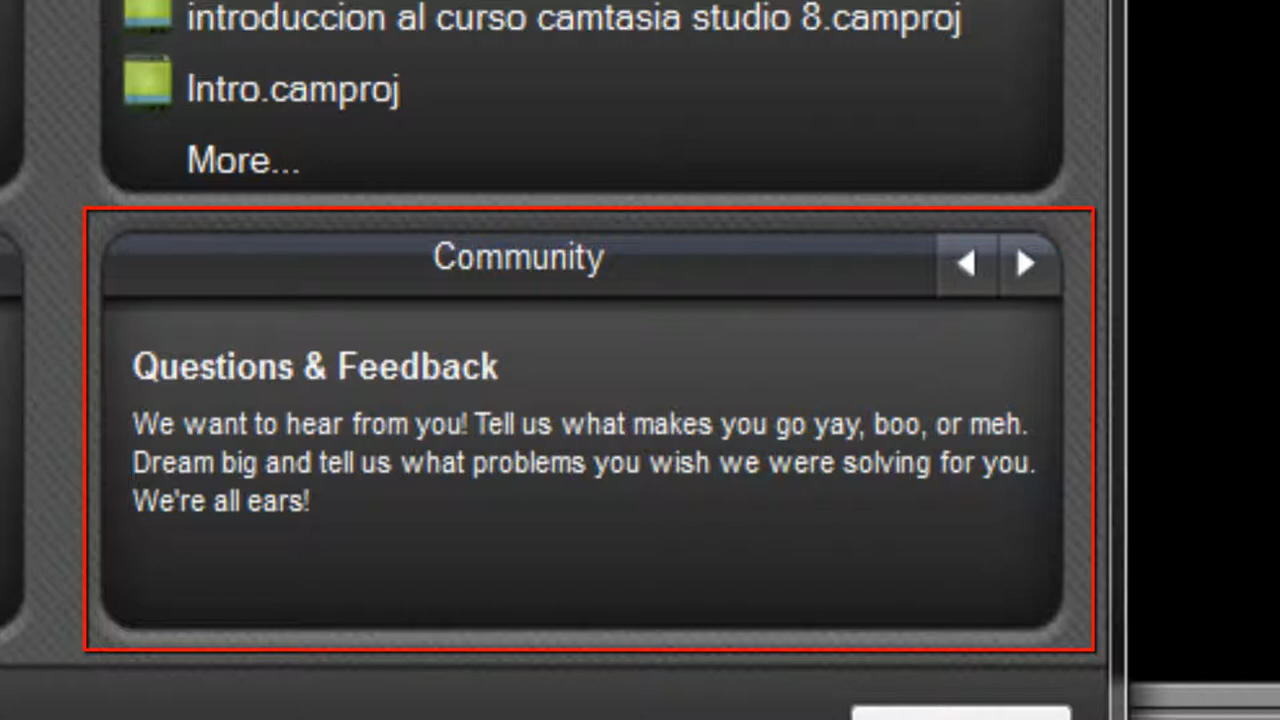 introduccion al curso camtasia studio 8.camproj
Intro.camproj
More...
Community
Questions & Feedback
We want to hear from you! Tell us what makes you go yay, boo, or meh.
Dream big and tell us what problems you wish we were solving for you.
We're all ears!